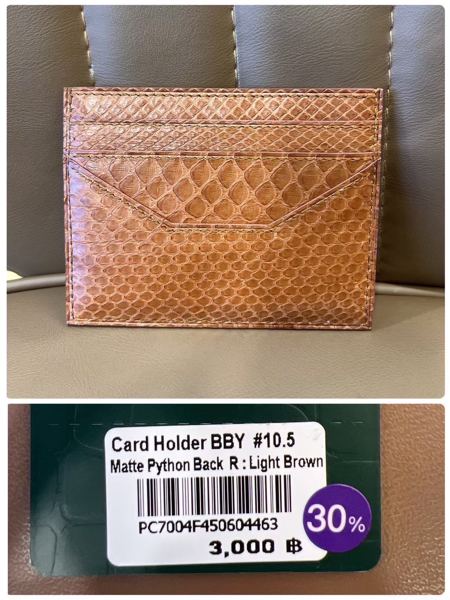 Card Holder BBY #10.5
Matte Python Back R : Light Brown
PC7004F450604463
3,000 ฿
30%